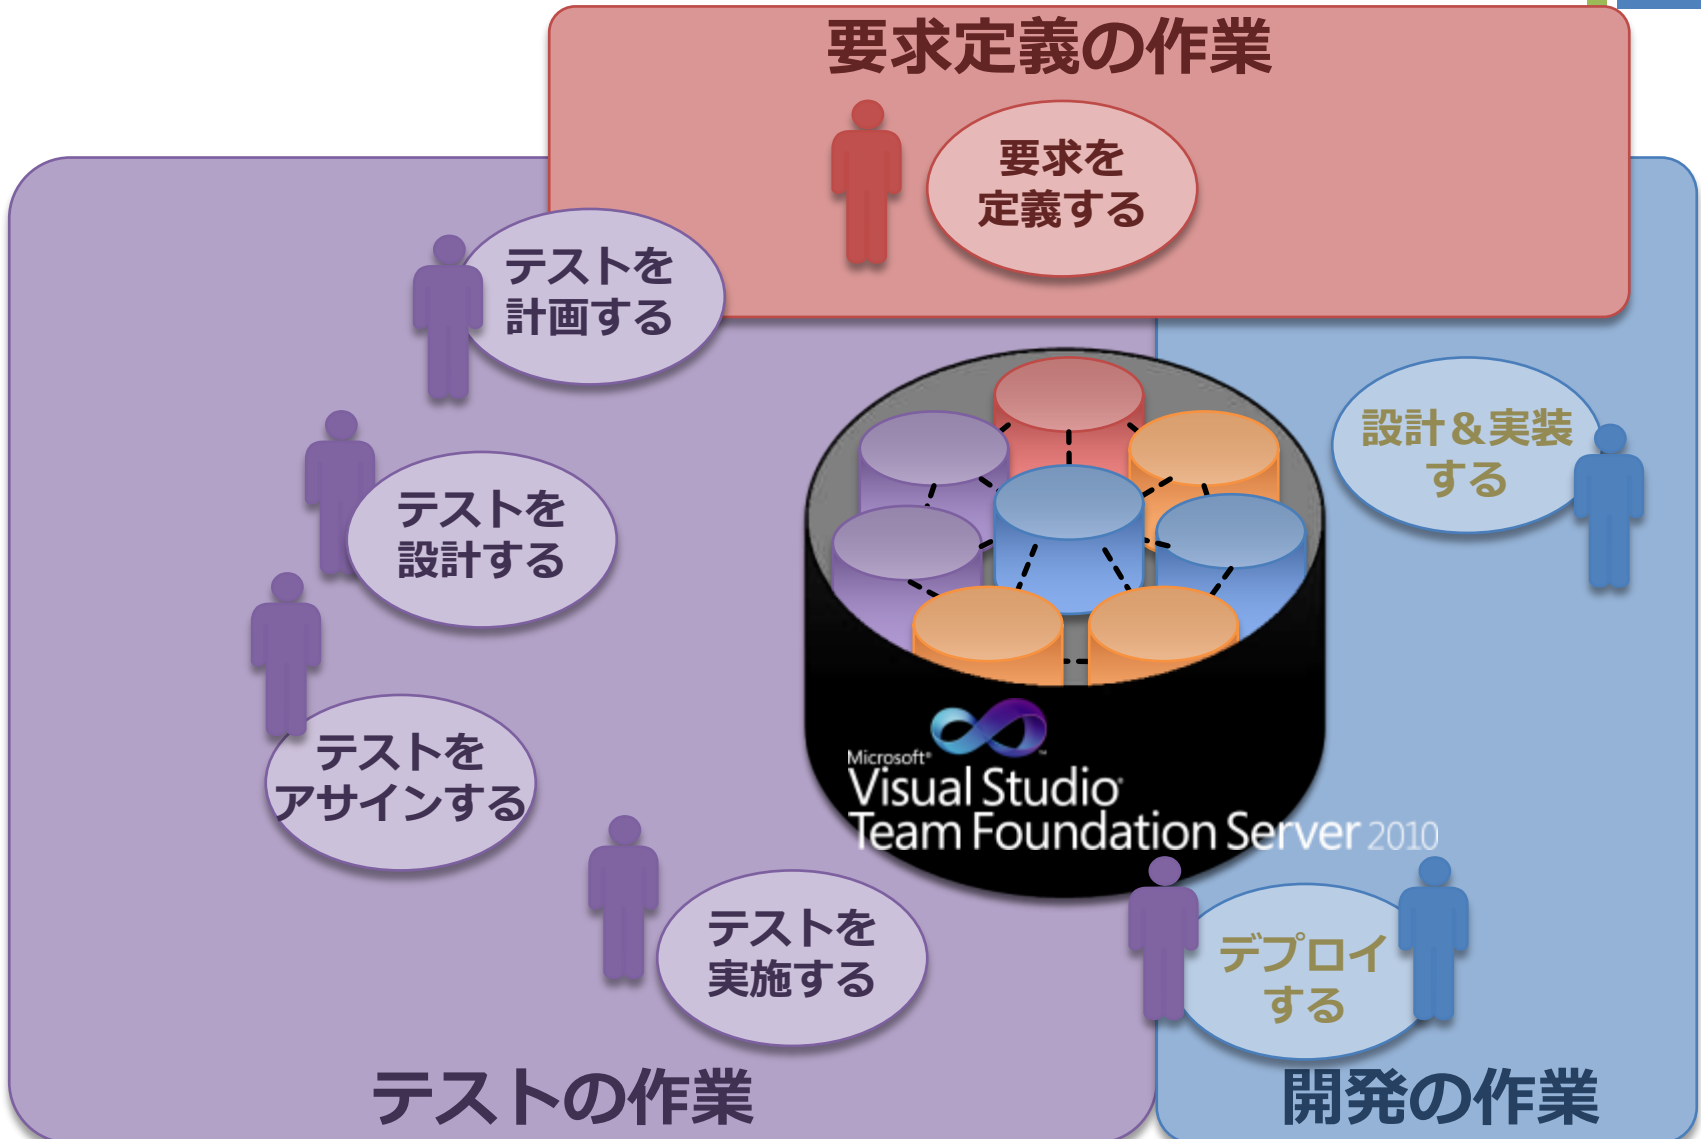 要求定義の作業
要求を
定義する
テストを
計画する
設計＆実装
する
テストを
設計する
テストを
アサインする
Microsoft®
Visual Studio®
Team Foundation Server 2010
テストを
実施する
デプロイ
する
テストの作業
開発の作業